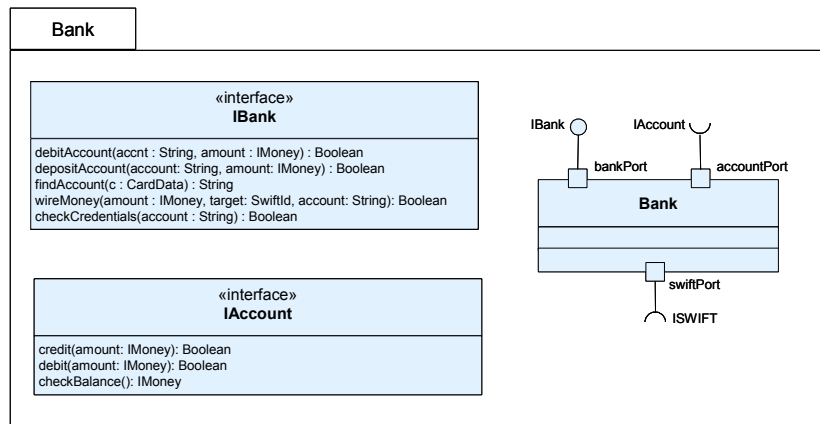 Bank
«interface»
IBank
debitAccount(accnt : String, amount : IMoney) : Boolean
depositAccount(account: String, amount: IMoney) : Boolean
findAccount(c : CardData) : String
wireMoney(amount : IMoney, target: SwiftId, account: String): Boolean
checkCredentials(account : String) : Boolean
«interface»
IAccount
credit(amount: IMoney): Boolean
debit(amount: IMoney): Boolean
checkBalance(): IMoney
IBank
IAccount
bankPort
accountPort
Bank
swiftPort
ISWIFT